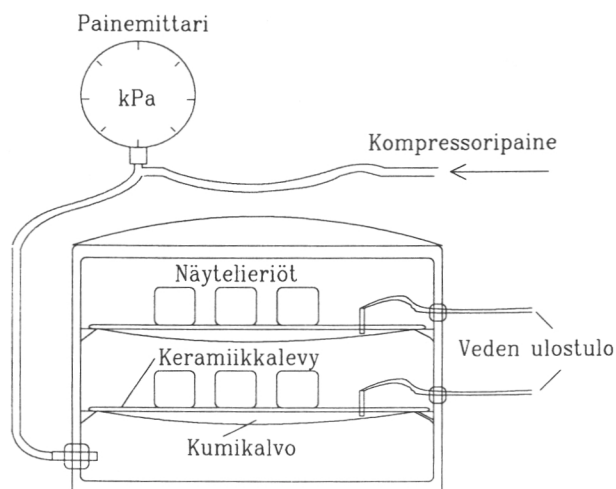 Painemittari
kPa
Kompressoripaine
Näytelieriöt
Keramiikkalevy
Veden ulostulo
Kumikalvo